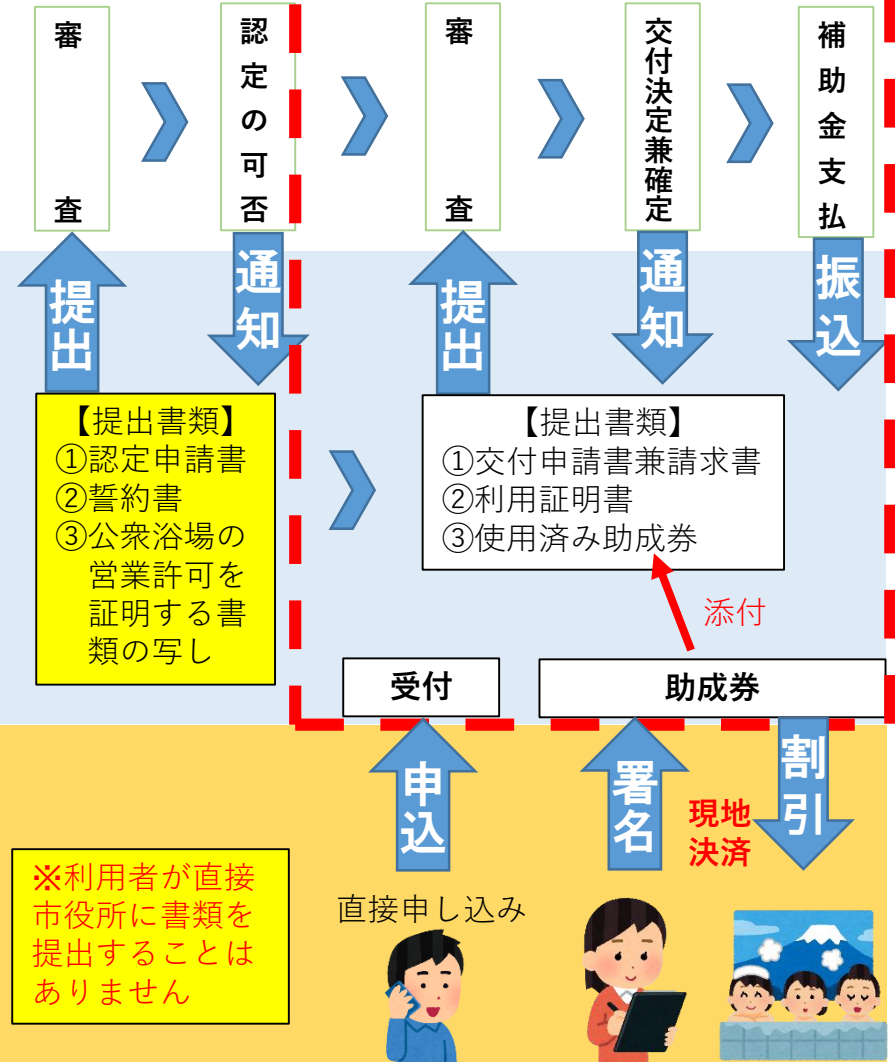 審査
認定の可否
審査
交付決定兼確定
補助金支払
提出
通知
提出
通知
振込
【提出書類】
①認定申請書
②誓約書
③公衆浴場の
営業許可を
証明する書
類の写し
【提出書類】
①交付申請書兼請求書
②利用証明書
③使用済み助成券
添付
受付
助成券
申込
署名
現地
決済
割引
直接申し込み
※利用者が直接
市役所に書類を
提出することは
ありません